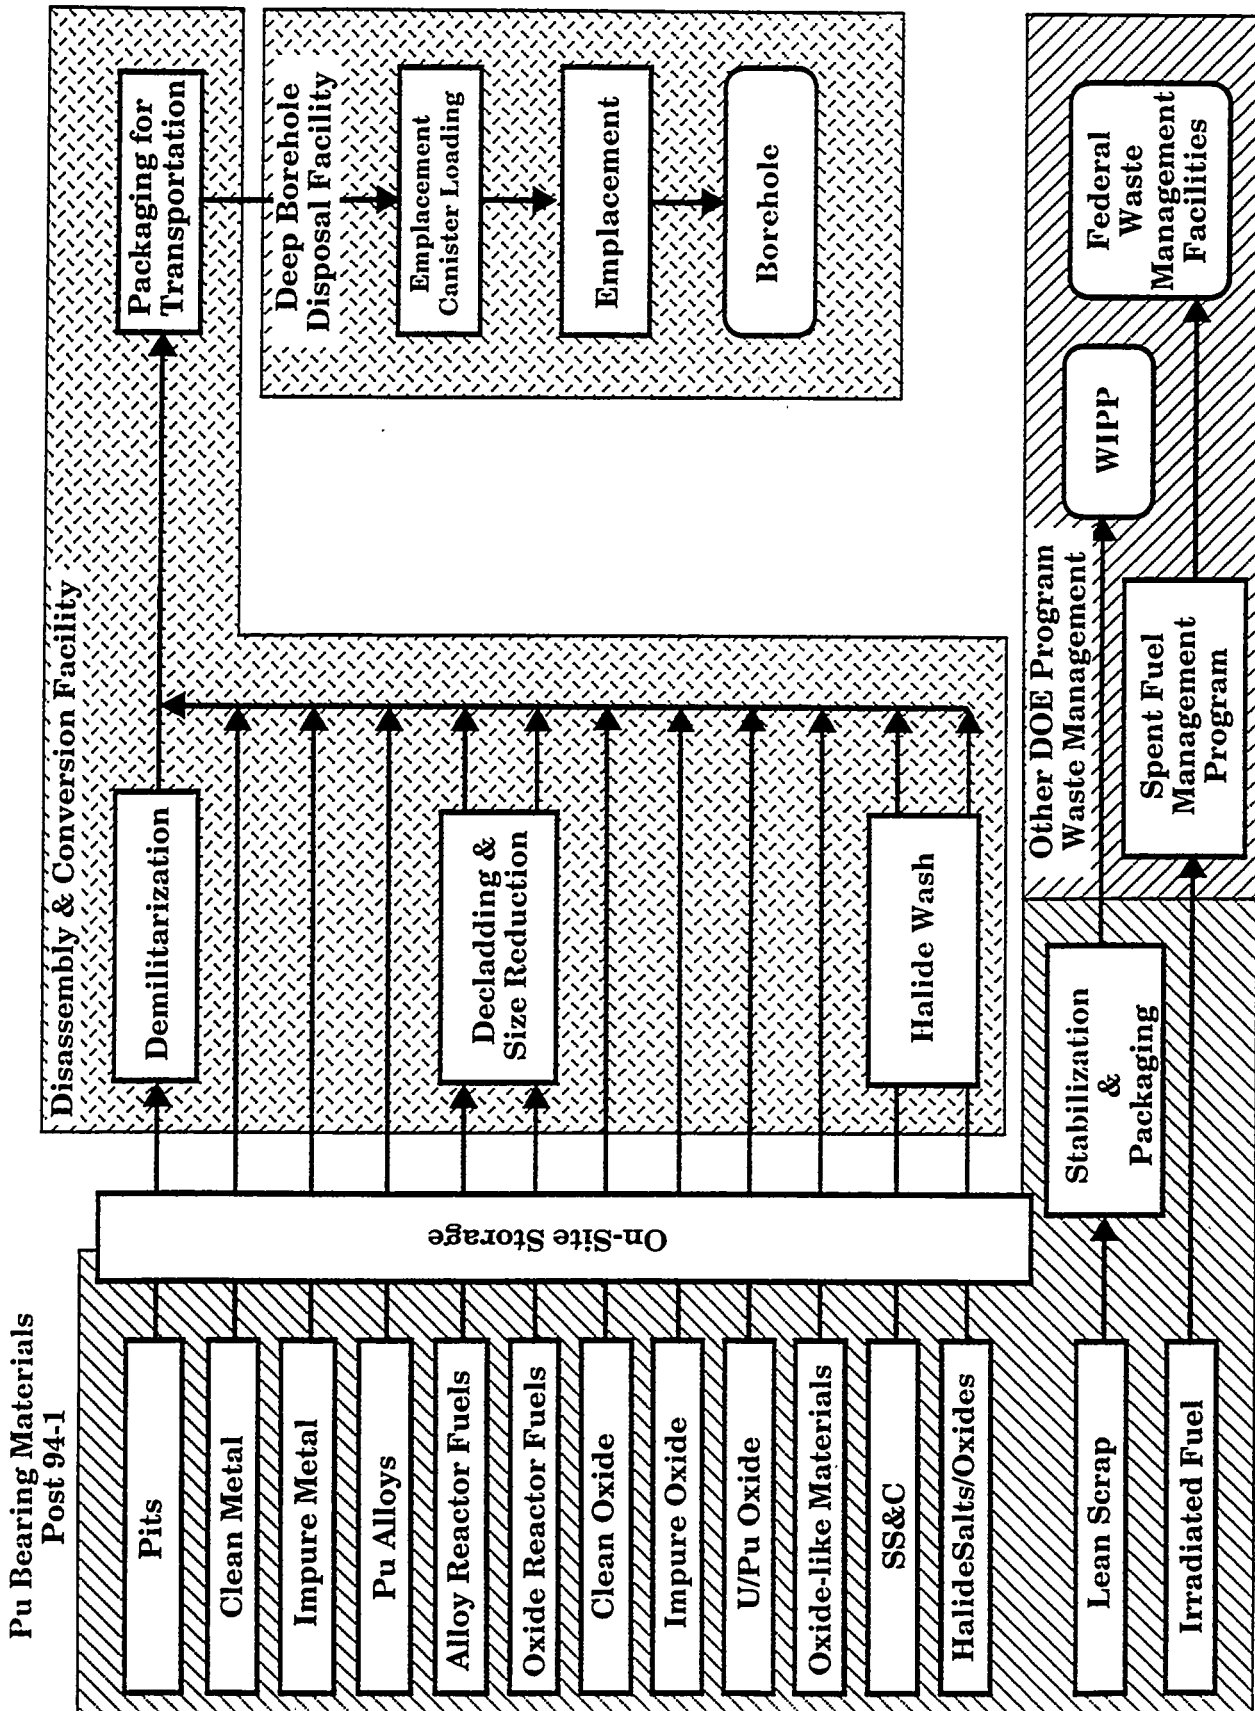 Pu Bearing Materials
Post 94-1
Pits
Clean Metal
Impure Metal
Pu Alloys
Alloy Reactor Fuels
Oxide Reactor Fuels
Clean Oxide
Impure Oxide
U/Pu Oxide
Oxide-like Materials
SS&C
HalideSalts/Oxides
Lean Scrap
Irradiated Fuel
On-Site Storage
Disassembly & Conversion Facility
Demilitarization
Decladding &
Size Reduction
Halide Wash
Packaging for
Transportation
Deep Borehole
Disposal Facility
Emplacement
Canister Loading
Emplacement
Borehole
Stabilization
&
Packaging
Other DOE Program
Waste Management
WIPP
Spent Fuel
Management
Program
Federal
Waste
Management
Facilities